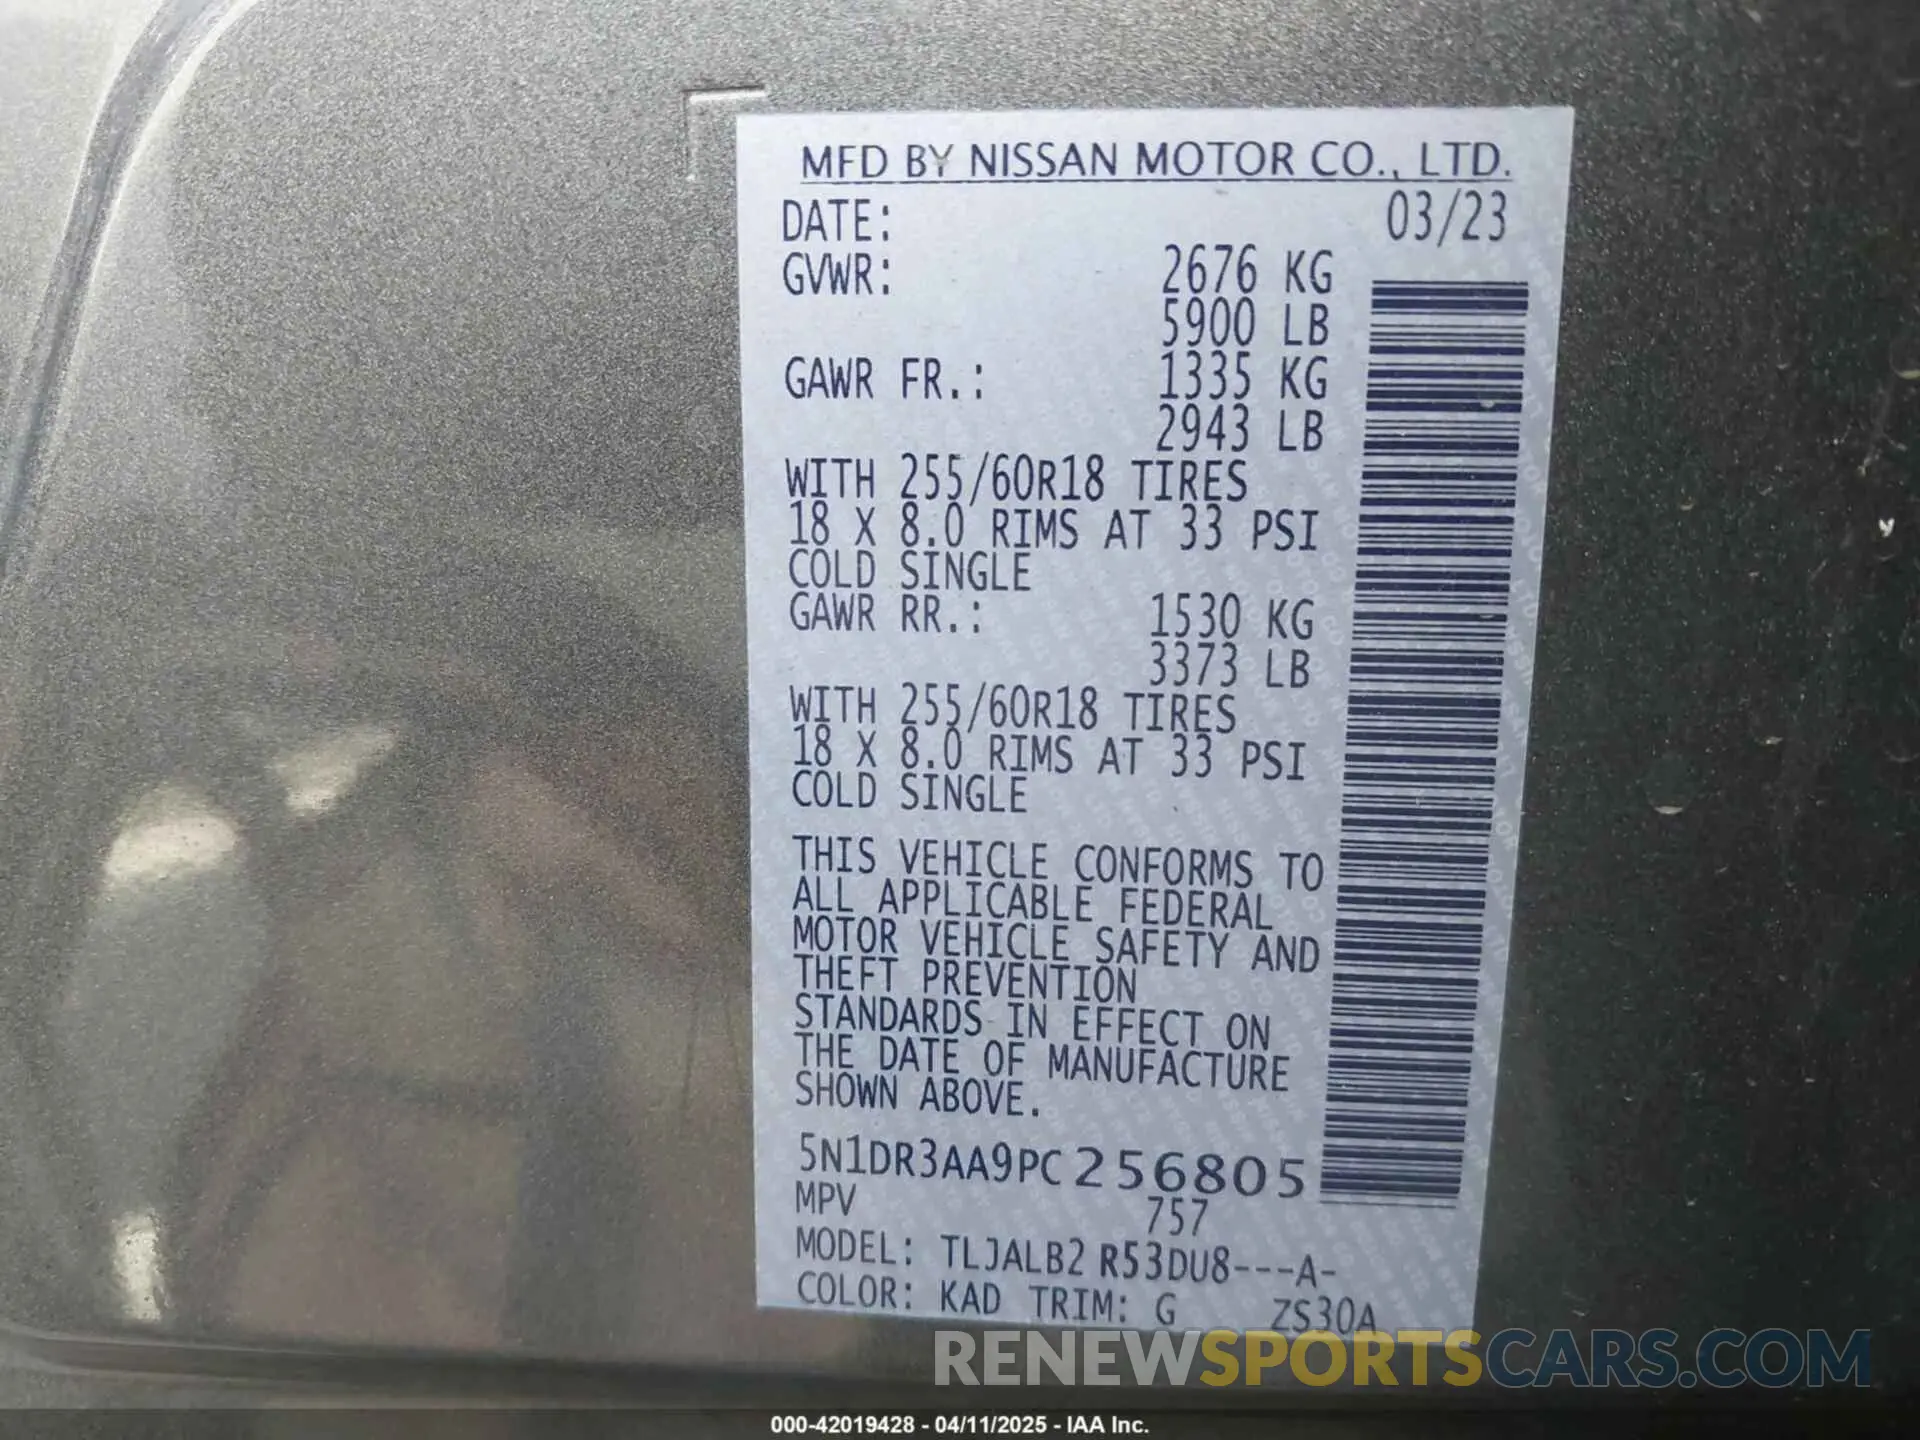 MFD BY NISSAN MOTOR CO., LTD.
DATE: 03/23
GVWR: 2676 KG
5900 LB
GAWR FR.: 1335 KG
2943 LB
WITH 255/60R18 TIRES
18 X 8.0 RIMS AT 33 PSI
COLD SINGLE
GAWR RR.: 1530 KG
3373 LB
WITH 255/60R18 TIRES
18 X 8.0 RIMS AT 33 PSI
COLD SINGLE
THIS VEHICLE CONFORMS TO
ALL APPLICABLE FEDERAL
MOTOR VEHICLE SAFETY AND
THEFT PREVENTION
STANDARDS IN EFFECT ON
THE DATE OF MANUFACTURE
SHOWN ABOVE.
5N1DR3AA9PC256805
MPV 757
MODEL: TLJALB2 R53DU8---A-
COLOR: KAD TRIM: G ZS30A
RENEWSPORTSCARS.COM
000-42019428 - 04/11/2025 - IAA Inc.